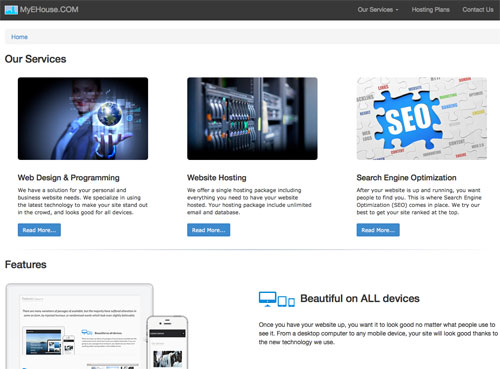 MyEHouse.COM
Our Services
Hosting Plans
Contact Us
Home
Our Services
SEO
Web Design & Programming
We have a solution for your personal and
business website needs. We specialize in using
the latest technology to make your site stand out
in the crowd, and looks good for all devices.
Read More...
Website Hosting
We offer a single hosting package including
everything you need to have your website
hosted. Your hosting package include unlimited
email and database.
Read More...
Search Engine Optimization
After your website is up and running, you want
people to find you. This is where Search Engine
Optimization (SEO) comes in place. We try our
best to get your site ranked at the top.
Read More...
Features
Beautiful on ALL devices
Once you have your website up, you want it to look good no matter what people use to
see it. From a desktop computer to any mobile device, your site will look good thanks to
the new technology we use.